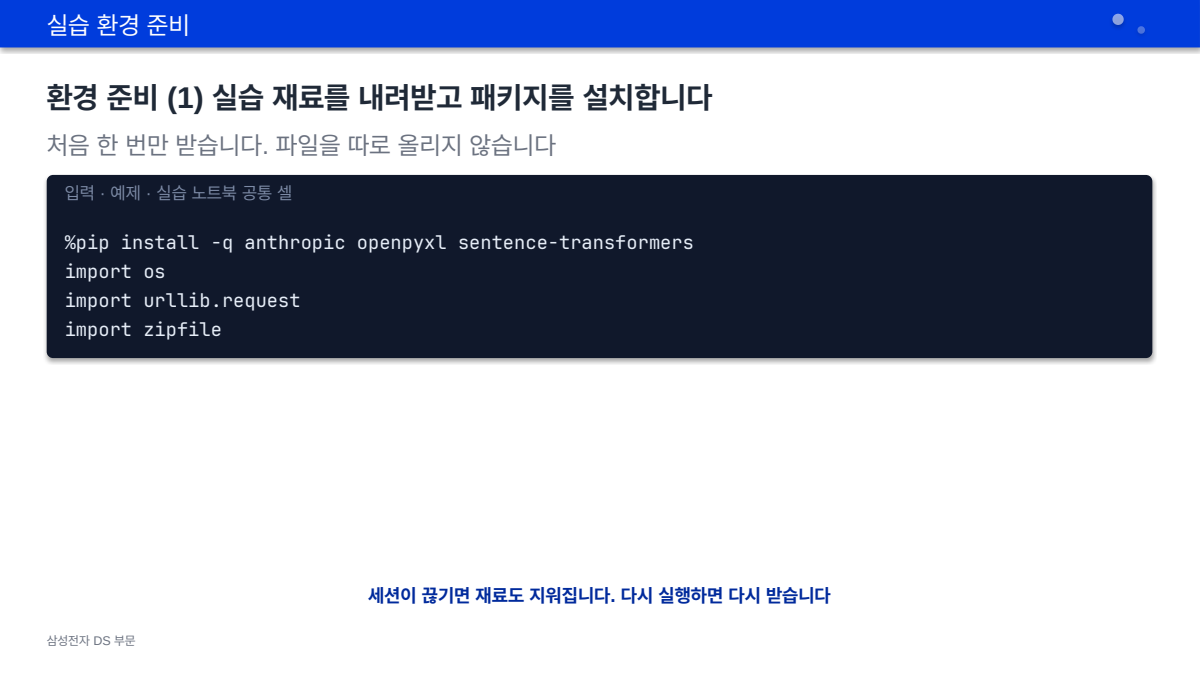 실습 환경 준비
환경 준비 (1) 실습 재료를 내려받고 패키지를 설치합니다
처음 한 번만 받습니다. 파일을 따로 올리지 않습니다
입력 · 예제 · 실습 노트북 공통 셀
%pip install -q anthropic openpyxl sentence-transformers
import os
import urllib.request
import zipfile
세션이 끊기면 재료도 지워집니다. 다시 실행하면 다시 받습니다
삼성전자 DS 부문